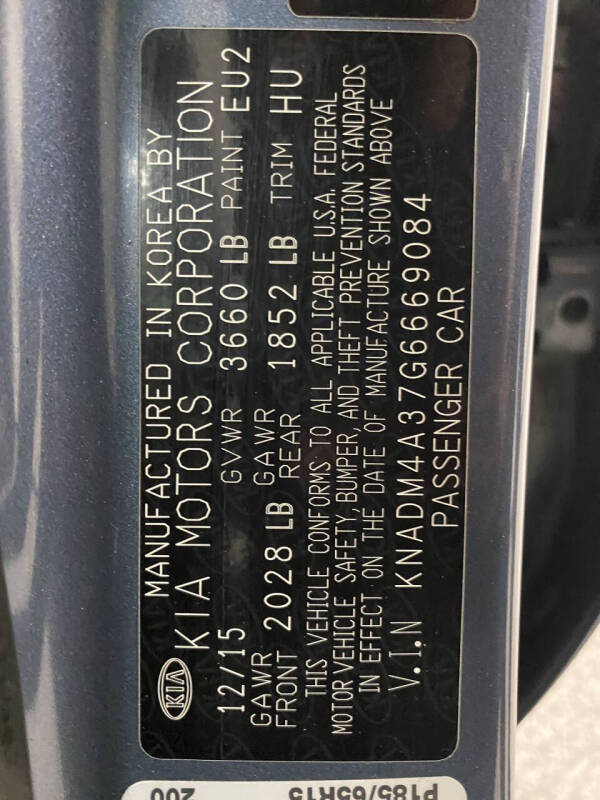 MANUFACTURED IN KOREA BY
KIA KIA MOTORS CORPORATION
12/15 GVWR 3660 LB PAINT EU2
GAWR FRONT 2028 LB GAWR REAR 1852 LB TRIM HU
THIS VEHICLE CONFORMS TO ALL APPLICABLE U.S.A. FEDERAL
MOTOR VEHICLE SAFETY, BUMPER, AND THEFT PREVENTION STANDARDS
IN EFFECT ON THE DATE OF MANUFACTURE SHOWN ABOVE
V.I.N KNADM4A37G6669084
PASSENGER CAR
P185/65R15
200